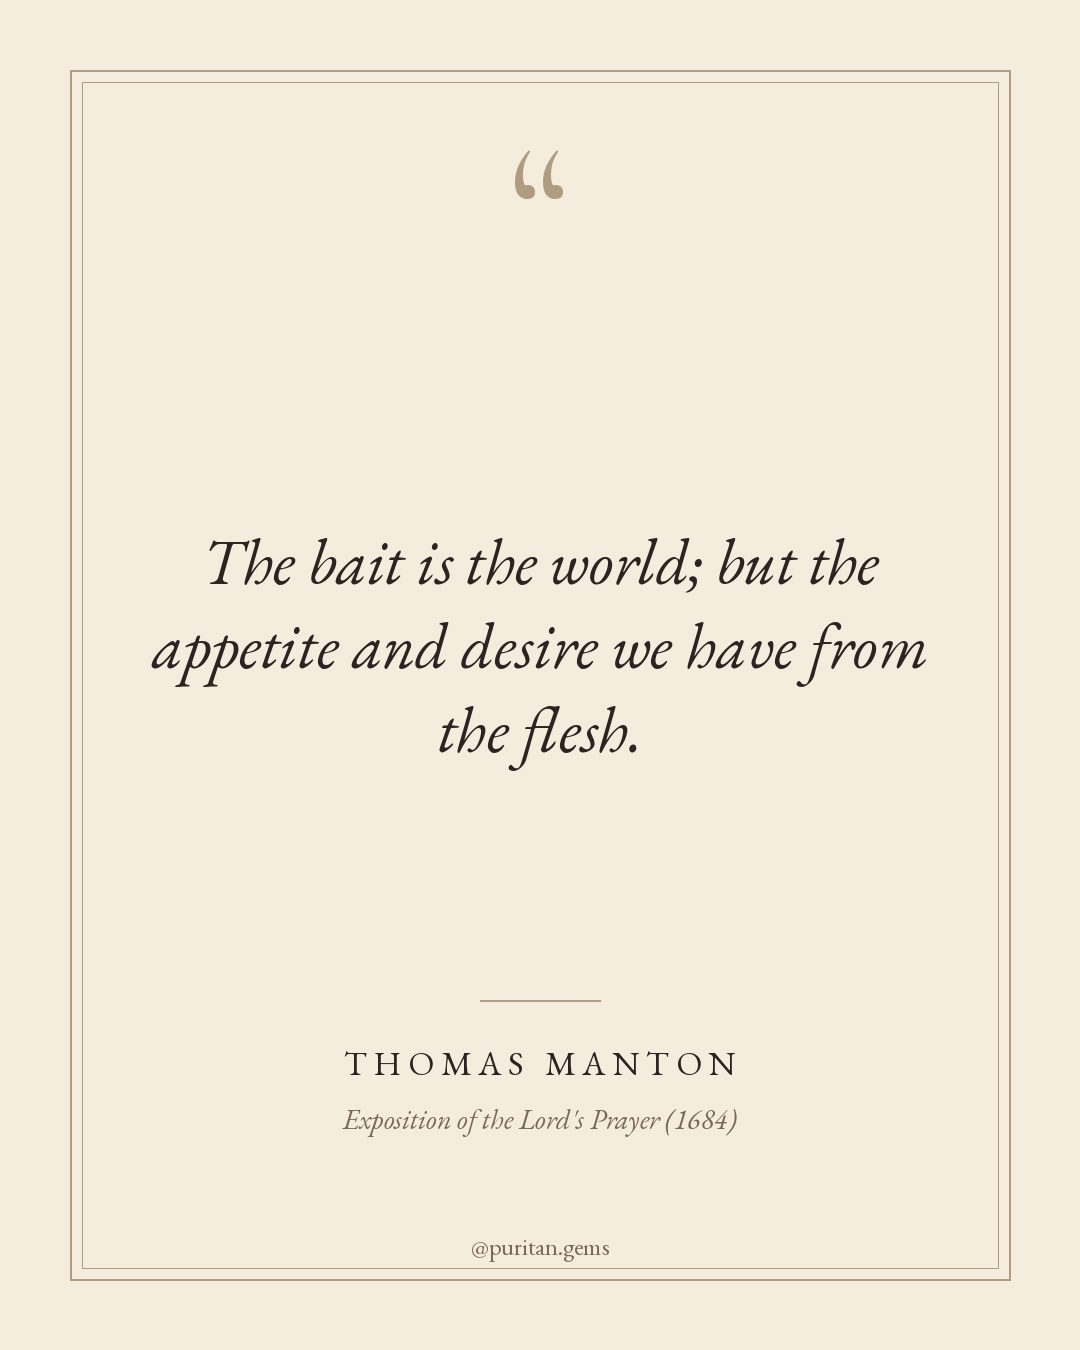 “
The bait is the world; but the
appetite and desire we have from
the flesh.
THOMAS MANTON
Exposition of the Lord's Prayer (1684)
@puritan.gems